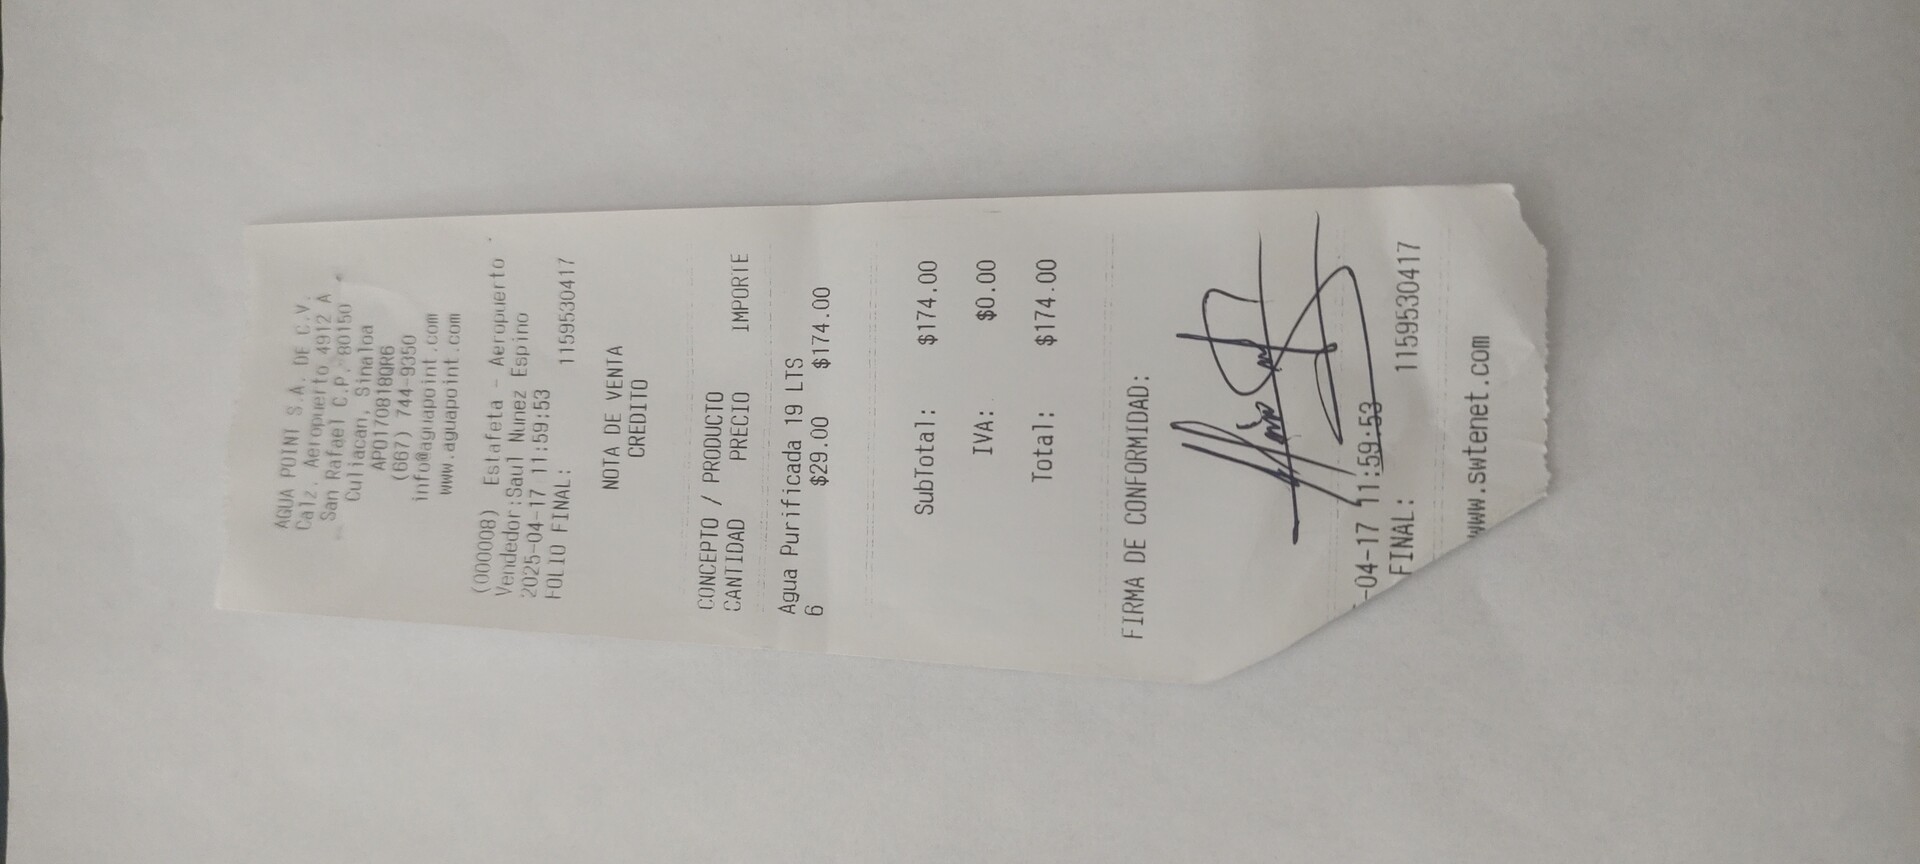 AGUA POINT S.A. DE C.V.
Calz. Aeropuerto 4912 A
San Rafael C.P. 80150
Culiacan, Sinaloa
APO170818QR6
(667) 744-9350
info@aguapoint.com
www.aguapoint.com
(000008) Estafeta - Aeropuerto
Vendedor:Saul Nunez Espino
2025-04-17 11:59:53
FOLIO FINAL: 1159530417
NOTA DE VENTA
CREDITO
CONCEPTO / PRODUCTO
CANTIDAD PRECIO IMPORTE
Agua Purificada 19 LTS
6 $29.00 $174.00
SubTotal: $174.00
IVA: $0.00
Total: $174.00
FIRMA DE CONFORMIDAD:
-04-17 11:59:53
FINAL: 1159530417
www.swtenet.com